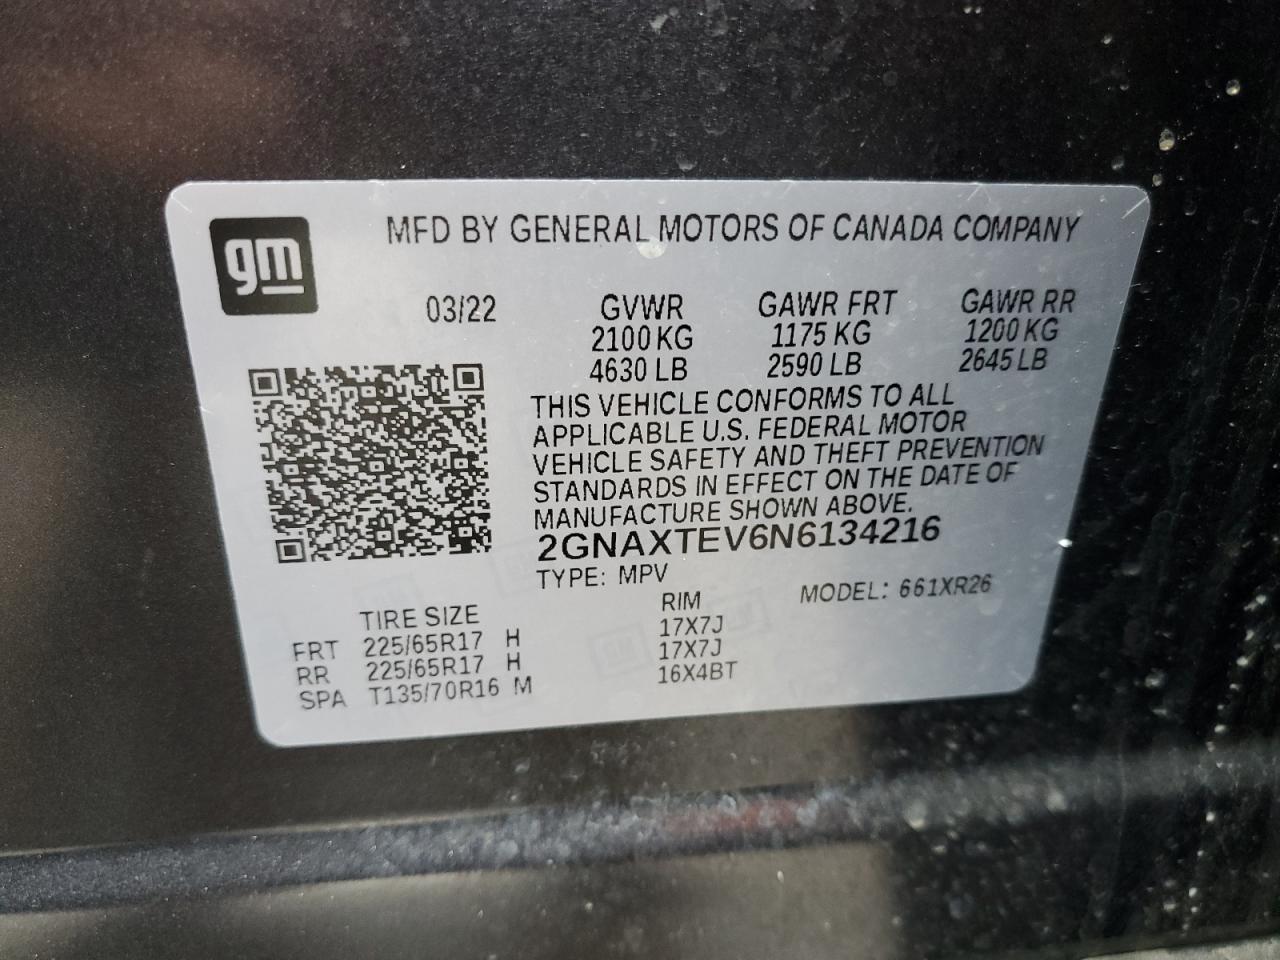 gm
MFD BY GENERAL MOTORS OF CANADA COMPANY
03/22 GVWR GAWR FRT GAWR RR
2100 KG 1175 KG 1200 KG
4630 LB 2590 LB 2645 LB
THIS VEHICLE CONFORMS TO ALL
APPLICABLE U.S. FEDERAL MOTOR
VEHICLE SAFETY AND THEFT PREVENTION
STANDARDS IN EFFECT ON THE DATE OF
MANUFACTURE SHOWN ABOVE.
2GNAXTEV6N6134216
TYPE: MPV MODEL: 661XR26
TIRE SIZE RIM
FRT 225/65R17 H 17X7J
RR 225/65R17 H 17X7J
SPA T135/70R16 M 16X4BT